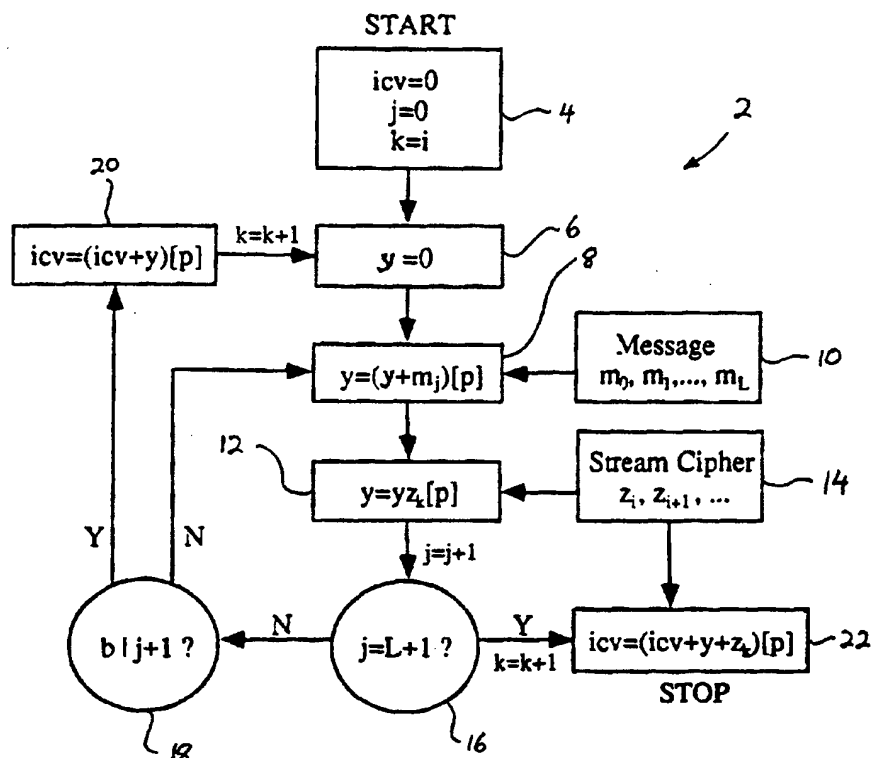 START
icv=0
j=0
k=i
4
2
20
icv=(icv+y)[p]
k=k+1
y=0
6
8
y=(y+mⱼ)[p]
Message
m₀, m₁,..., m_L
10
12
y=yzₖ[p]
Stream Cipher
zᵢ, zᵢ₊₁, ...
14
j=j+1
Y
N
b | j+1 ?
18
N
j=L+1 ?
16
Y
k=k+1
icv=(icv+y+zₖ)[p]
22
STOP